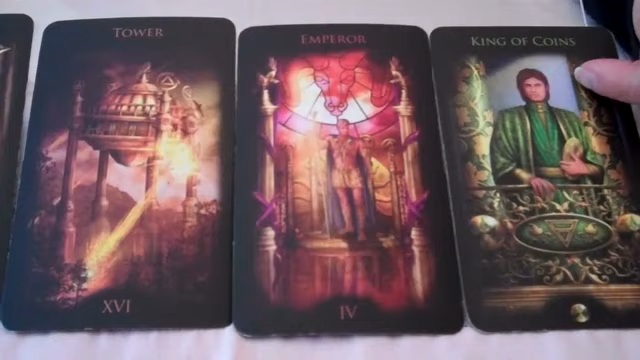 TOWER
XVI
EMPEROR
IV
KING OF COINS